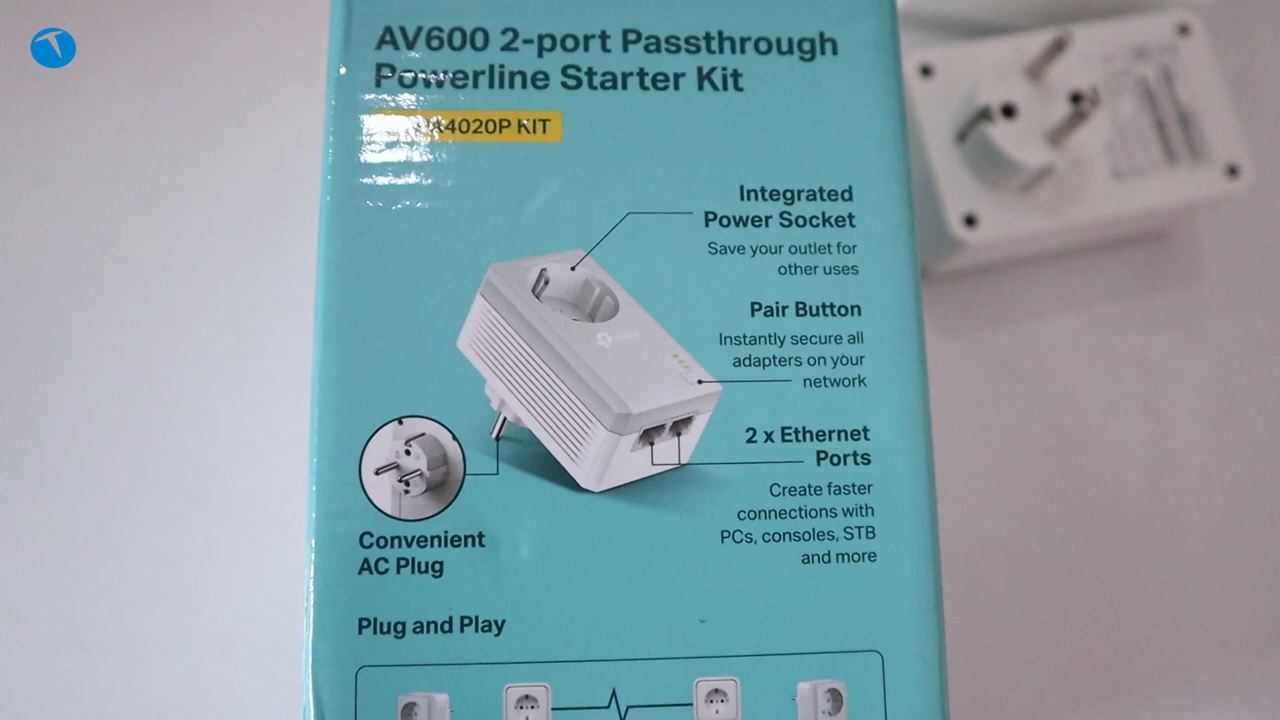 AV600 2-port Passthrough
Powerline Starter Kit
A4020P KIT
Integrated
Power Socket
Save your outlet for
other uses
Pair Button
Instantly secure all
adapters on your
network
2 x Ethernet
Ports
Create faster
connections with
PCs, consoles, STB
and more
Convenient
AC Plug
Plug and Play